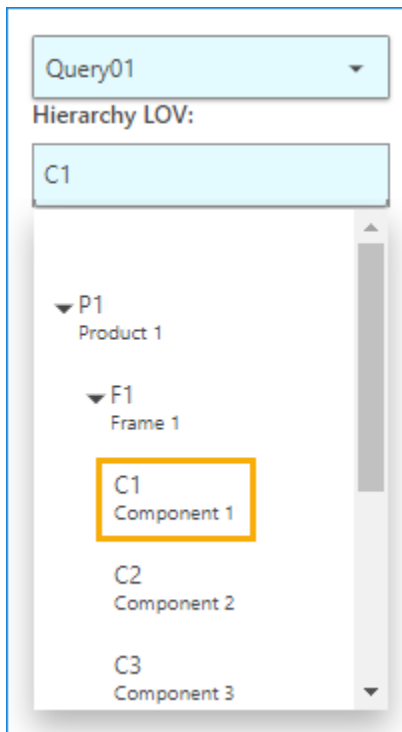 Query01
Hierarchy LOV:
C1
P1
Product 1
F1
Frame 1
C1
Component 1
C2
Component 2
C3
Component 3